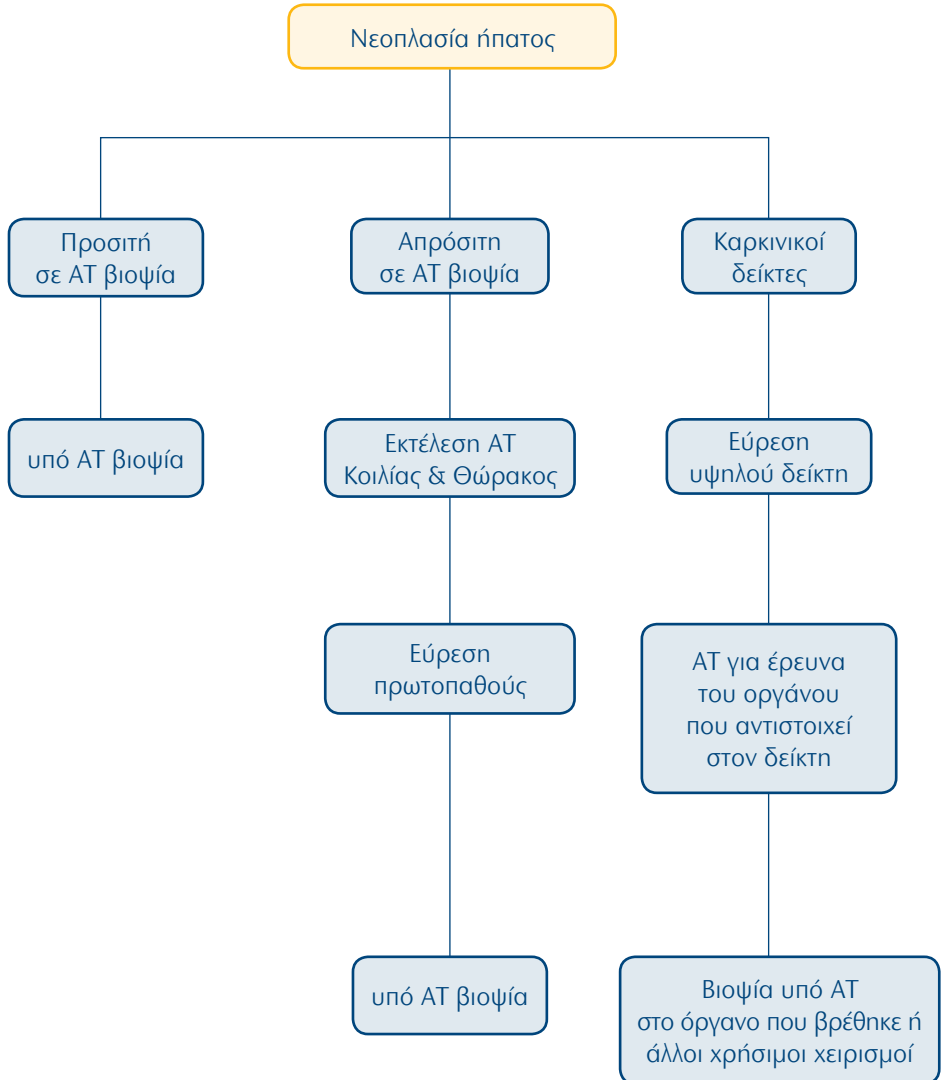 Νεοπλασία ήπατος
Προσιτή
σε ΑΤ βιοψία
Απρόσιτη
σε ΑΤ βιοψία
Καρκινικοί
δείκτες
υπό ΑΤ βιοψία
Εκτέλεση ΑΤ
Κοιλίας & Θώρακος
Εύρεση
υψηλού δείκτη
Εύρεση
πρωτοπαθούς
ΑΤ για έρευνα
του οργάνου
που αντιστοιχεί
στον δείκτη
υπό ΑΤ βιοψία
Βιοψία υπό ΑΤ
στο όργανο που βρέθηκε ή
άλλοι χρήσιμοι χειρισμοί